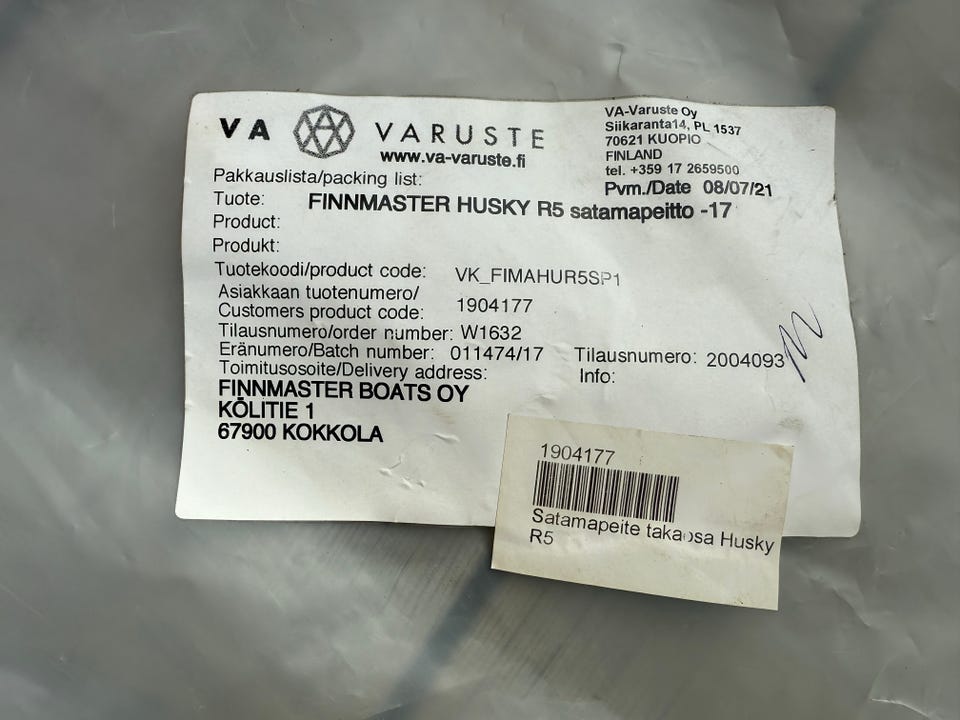 VA VARUSTE
www.va-varuste.fi
VA-Varuste Oy
Siikaranta14, PL 1537
70621 KUOPIO
FINLAND
tel. +359 17 2659500
Pvm./Date 08/07/21
Pakkauslista/packing list:
Tuote: FINNMASTER HUSKY R5 satamapeitto -17
Product:
Produkt:
Tuotekoodi/product code: VK_FIMAHUR5SP1
Asiakkaan tuotenumero/
Customers product code: 1904177
Tilausnumero/order number: W1632
Eränumero/Batch number: 011474/17 Tilausnumero: 2004093
Toimitusosoite/Delivery address: Info:
FINNMASTER BOATS OY
KÖLITIE 1
67900 KOKKOLA
1904177
Satamapeite takaosa Husky
R5